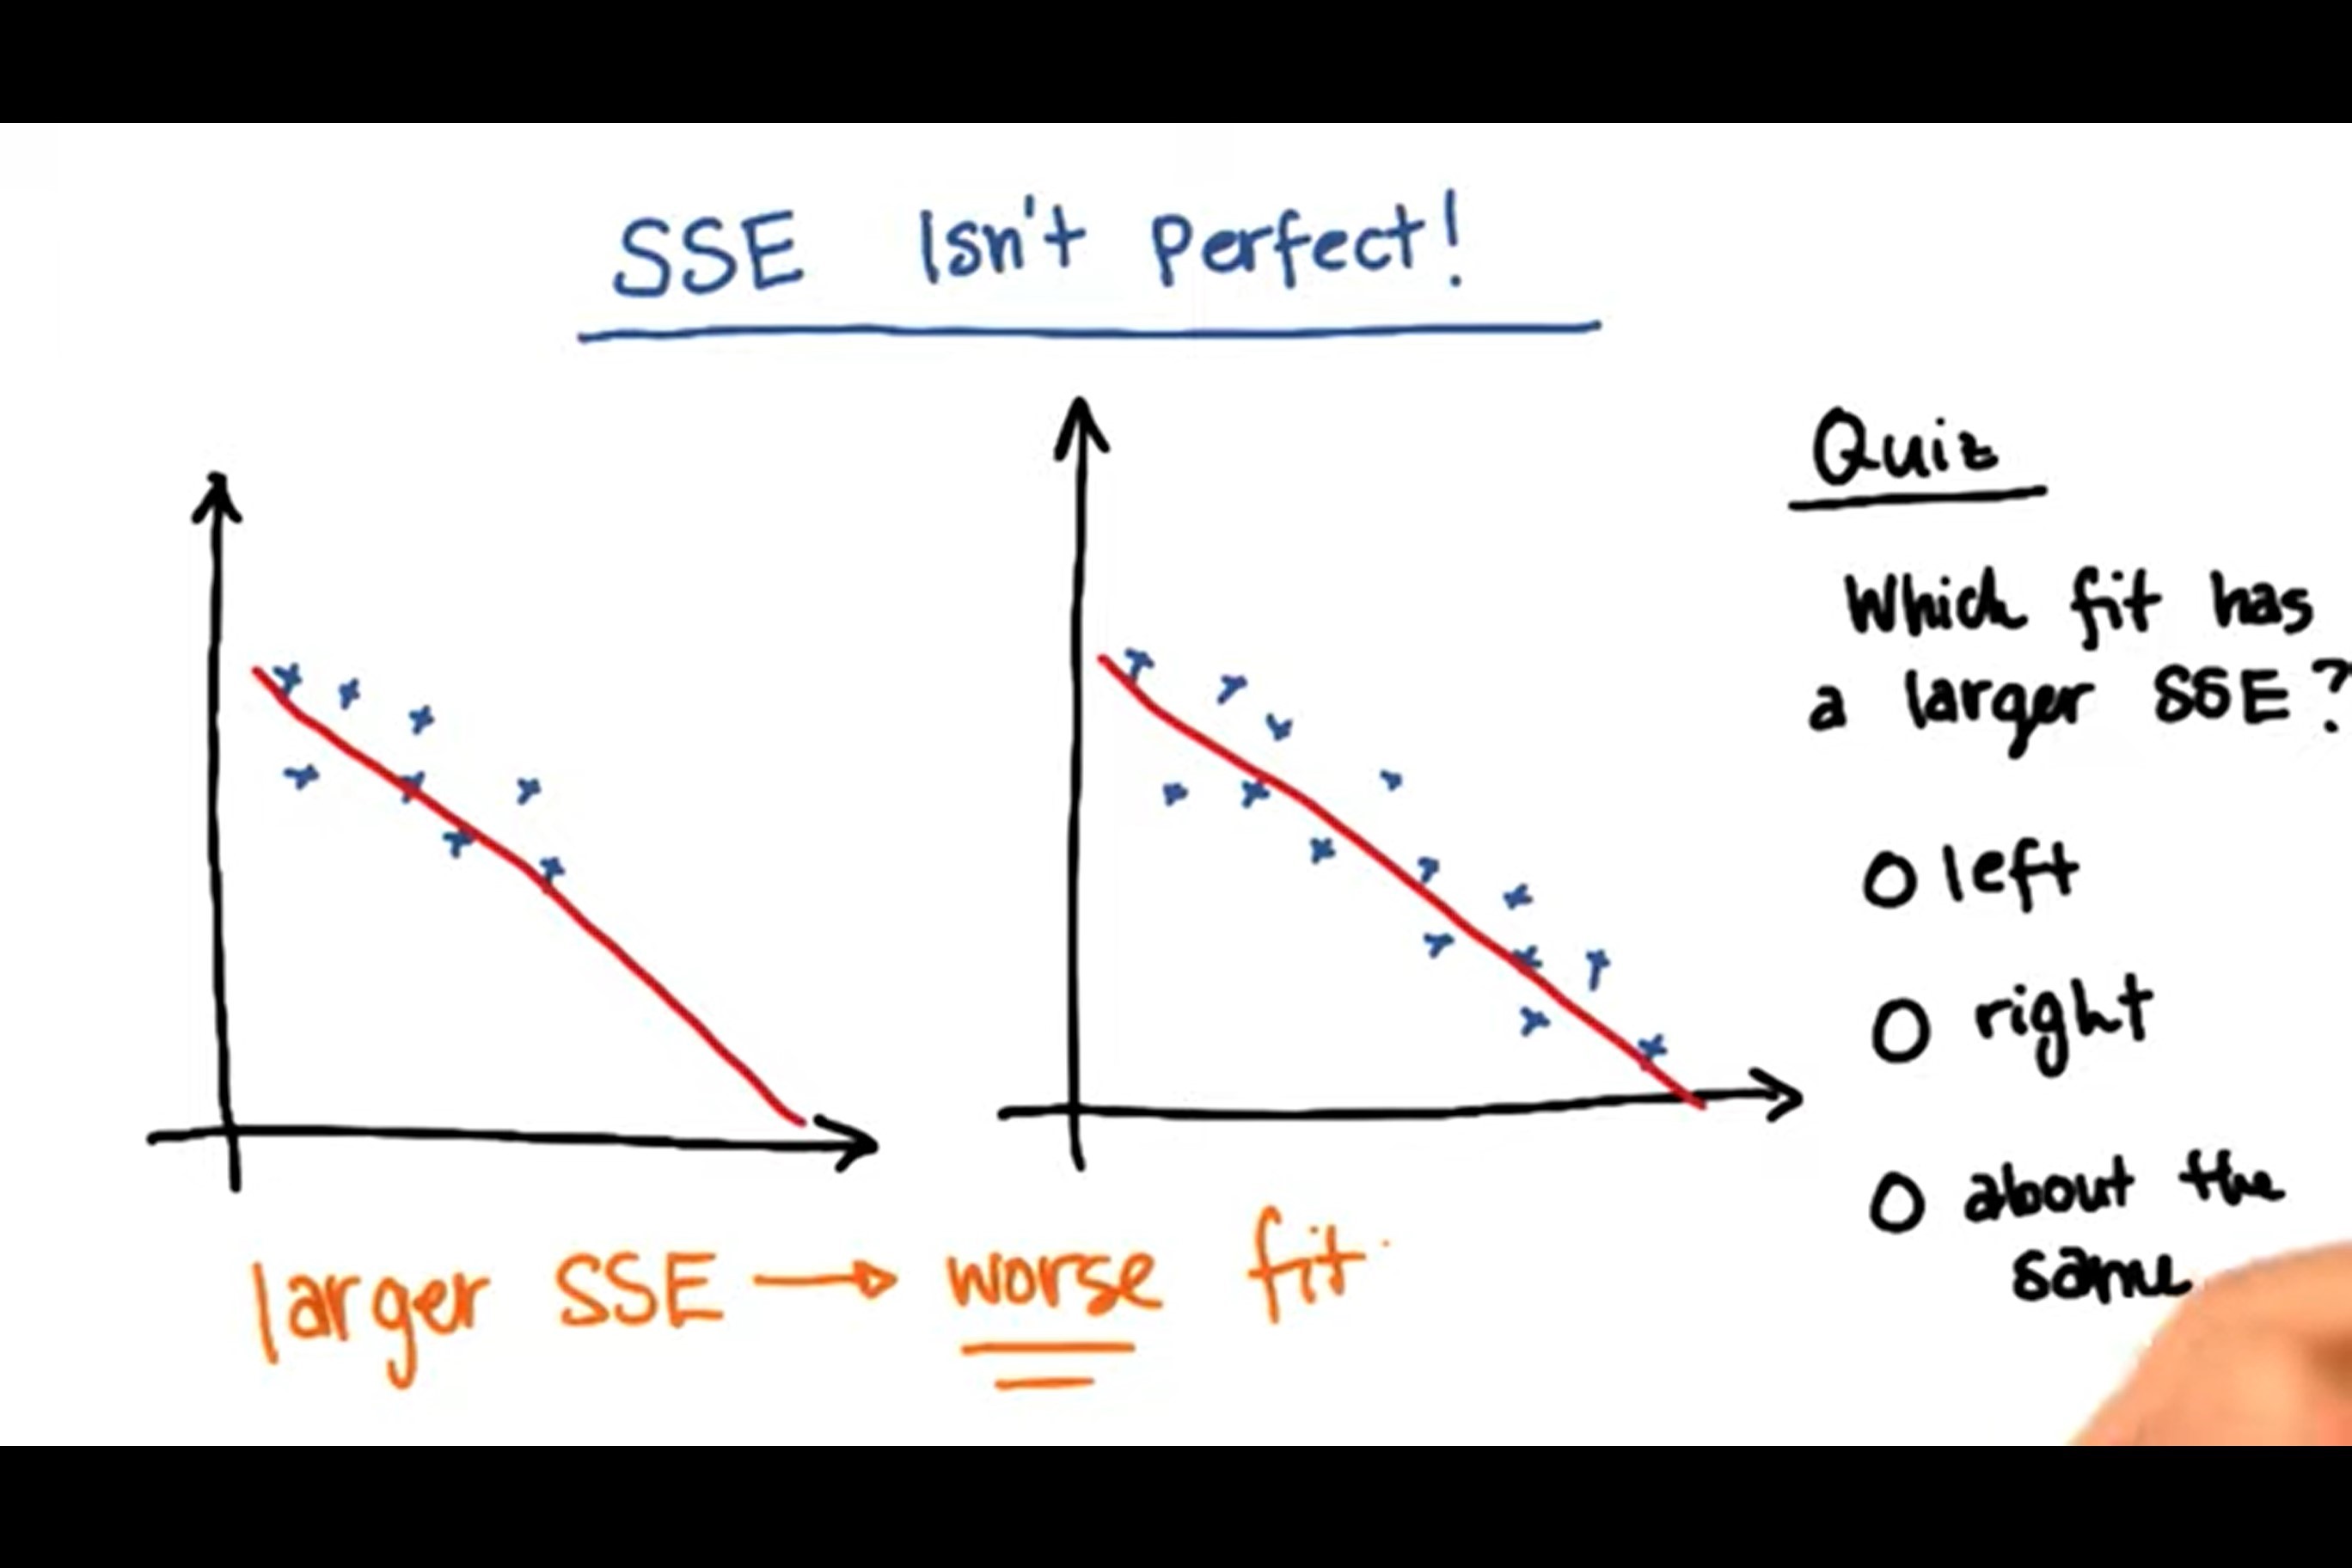 SSE Isn't Perfect!
Quiz
Which fit has
a larger SSE?
O left
O right
O about the
same
larger SSE → worse fit